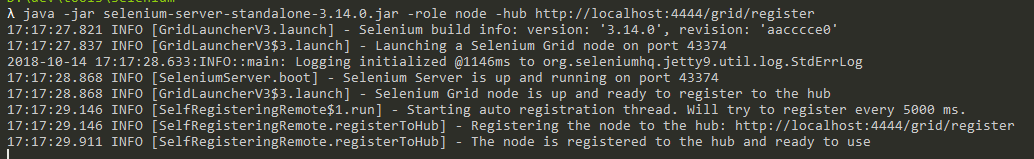 D:\dev\tools\Selenium
λ java -jar selenium-server-standalone-3.14.0.jar -role node -hub http://localhost:4444/grid/register
17:17:27.821 INFO [GridLauncherV3.launch] - Selenium build info: version: '3.14.0', revision: 'aacccce0'
17:17:27.837 INFO [GridLauncherV3$3.launch] - Launching a Selenium Grid node on port 43374
2018-10-14 17:17:28.633:INFO::main: Logging initialized @1146ms to org.seleniumhq.jetty9.util.log.StdErrLog
17:17:28.868 INFO [SeleniumServer.boot] - Selenium Server is up and running on port 43374
17:17:28.868 INFO [GridLauncherV3$3.launch] - Selenium Grid node is up and ready to register to the hub
17:17:29.146 INFO [SelfRegisteringRemote$1.run] - Starting auto registration thread. Will try to register every 5000 ms.
17:17:29.146 INFO [SelfRegisteringRemote.registerToHub] - Registering the node to the hub: http://localhost:4444/grid/register
17:17:29.911 INFO [SelfRegisteringRemote.registerToHub] - The node is registered to the hub and ready to use